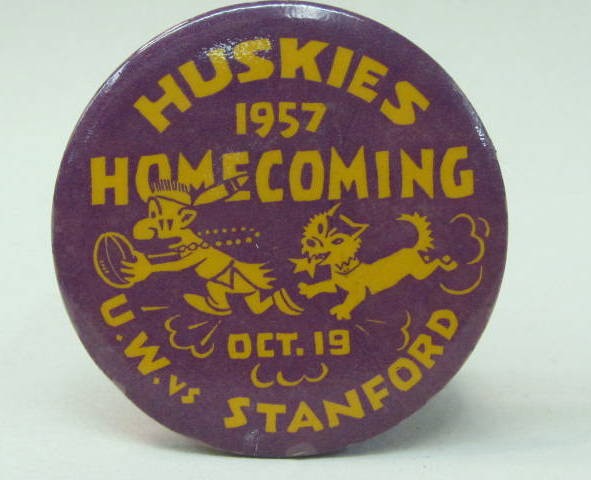 HUSKIES
1957
HOMECOMING
OCT. 19
U.W. VS STANFORD